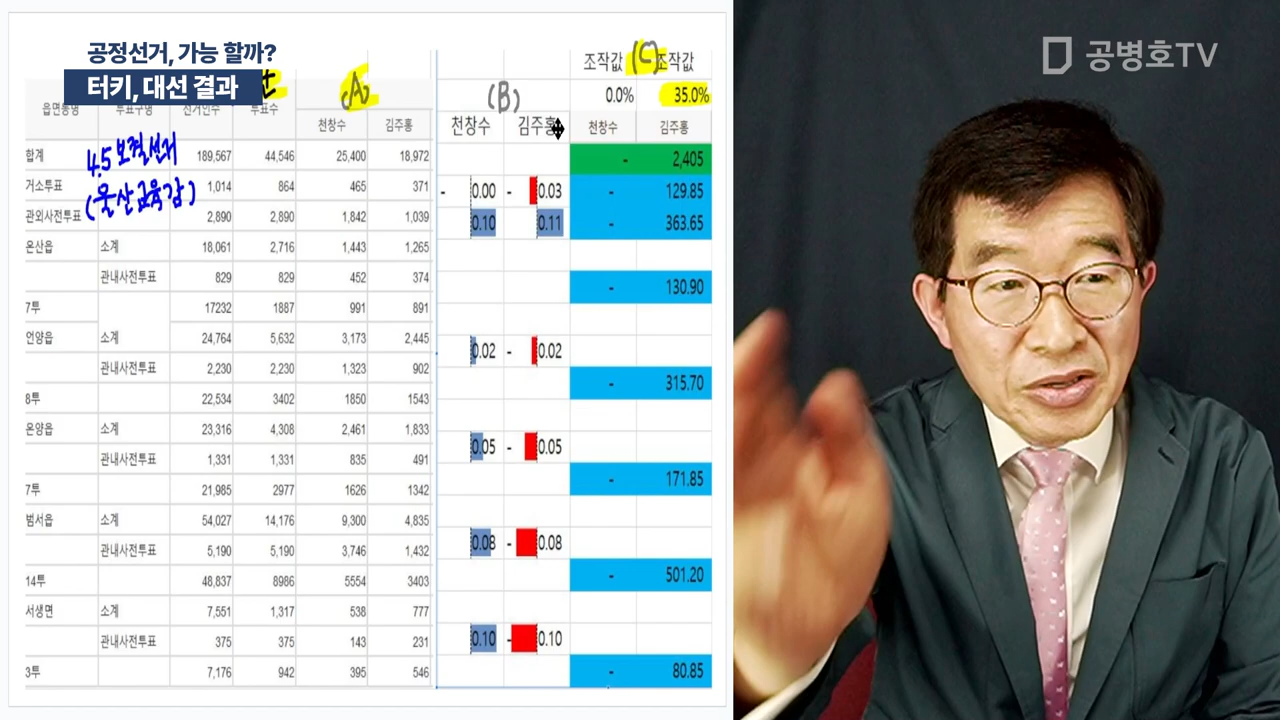 공정선거, 가능 할까?
터키, 대선 결과
공병호TV
(A)
(B)
(C)
조작값 조작값
0.0% 35.0%
읍면동명 투표구명 선거인수 투표수 천창수 김주홍 천창수 김주홍 천창수 김주홍
4.5 보궐선거
(울산교육감)
합계 189,567 44,546 25,400 18,972 - 2,405
거소투표 1,014 864 465 371 - 0.00 - 0.03 - 129.85
관외사전투표 2,890 2,890 1,842 1,039 0.10 0.11 - 363.65
온산읍 소계 18,061 2,716 1,443 1,265
관내사전투표 829 829 452 374 - 130.90
7투 17232 1887 991 891
언양읍 소계 24,764 5,632 3,173 2,445 0.02 - 0.02
관내사전투표 2,230 2,230 1,323 902 - 315.70
8투 22,534 3402 1850 1543
온양읍 소계 23,316 4,308 2,461 1,833 0.05 - 0.05
관내사전투표 1,331 1,331 835 491 - 171.85
7투 21,985 2977 1626 1342
범서읍 소계 54,027 14,176 9,300 4,835 0.08 - 0.08
관내사전투표 5,190 5,190 3,746 1,432 - 501.20
14투 48,837 8986 5554 3403
서생면 소계 7,551 1,317 538 777
관내사전투표 375 375 143 231 0.10 - 0.10
3투 7,176 942 395 546 - 80.85